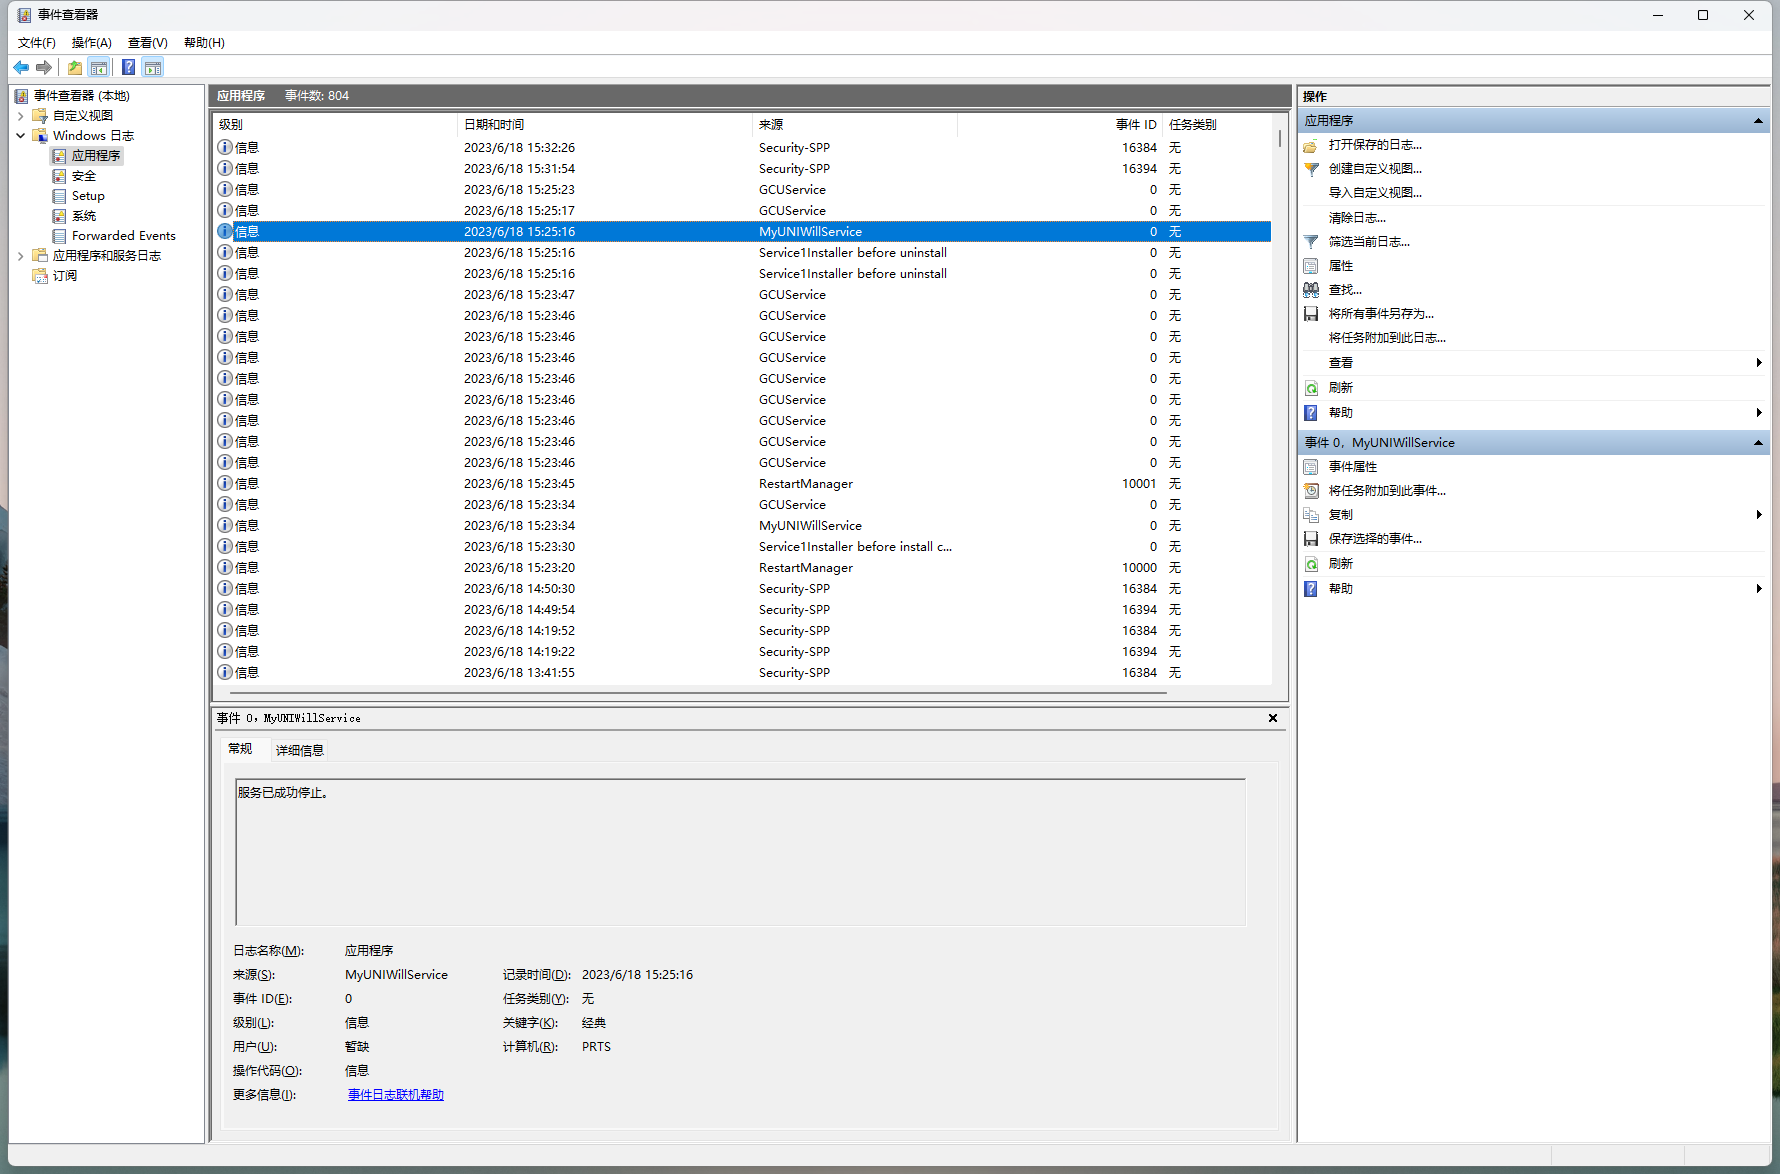 事件查看器
文件(F) 操作(A) 查看(V) 帮助(H)
事件查看器 (本地)
自定义视图
Windows 日志
应用程序
安全
Setup
系统
Forwarded Events
应用程序和服务日志
订阅
应用程序 事件数: 804
级别 日期和时间 来源 事件 ID 任务类别
信息 2023/6/18 15:32:26 Security-SPP 16384 无
信息 2023/6/18 15:31:54 Security-SPP 16394 无
信息 2023/6/18 15:25:23 GCUService 0 无
信息 2023/6/18 15:25:17 GCUService 0 无
信息 2023/6/18 15:25:16 MyUNIWillService 0 无
信息 2023/6/18 15:25:16 Service1Installer before uninstall 0 无
信息 2023/6/18 15:25:16 Service1Installer before uninstall 0 无
信息 2023/6/18 15:23:47 GCUService 0 无
信息 2023/6/18 15:23:46 GCUService 0 无
信息 2023/6/18 15:23:46 GCUService 0 无
信息 2023/6/18 15:23:46 GCUService 0 无
信息 2023/6/18 15:23:46 GCUService 0 无
信息 2023/6/18 15:23:46 GCUService 0 无
信息 2023/6/18 15:23:46 GCUService 0 无
信息 2023/6/18 15:23:46 GCUService 0 无
信息 2023/6/18 15:23:46 GCUService 0 无
信息 2023/6/18 15:23:45 RestartManager 10001 无
信息 2023/6/18 15:23:34 GCUService 0 无
信息 2023/6/18 15:23:34 MyUNIWillService 0 无
信息 2023/6/18 15:23:30 Service1Installer before install c... 0 无
信息 2023/6/18 15:23:20 RestartManager 10000 无
信息 2023/6/18 14:50:30 Security-SPP 16384 无
信息 2023/6/18 14:49:54 Security-SPP 16394 无
信息 2023/6/18 14:19:52 Security-SPP 16384 无
信息 2023/6/18 14:19:22 Security-SPP 16394 无
信息 2023/6/18 13:41:55 Security-SPP 16384 无
事件 0，MyUNIWillService
常规 详细信息
服务已成功停止。
日志名称(M): 应用程序
来源(S): MyUNIWillService 记录时间(D): 2023/6/18 15:25:16
事件 ID(E): 0 任务类别(Y): 无
级别(L): 信息 关键字(K): 经典
用户(U): 暂缺 计算机(R): PRTS
操作代码(O): 信息
更多信息(I): 事件日志联机帮助
操作
应用程序
打开保存的日志...
创建自定义视图...
导入自定义视图...
清除日志...
筛选当前日志...
属性
查找...
将所有事件另存为...
将任务附加到此日志...
查看
刷新
帮助
事件 0，MyUNIWillService
事件属性
将任务附加到此事件...
复制
保存选择的事件...
刷新
帮助